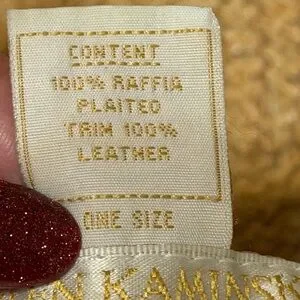 CONTENT
100% RAFFIA
PLAITED
TRIM 100%
LEATHER
ONE SIZE